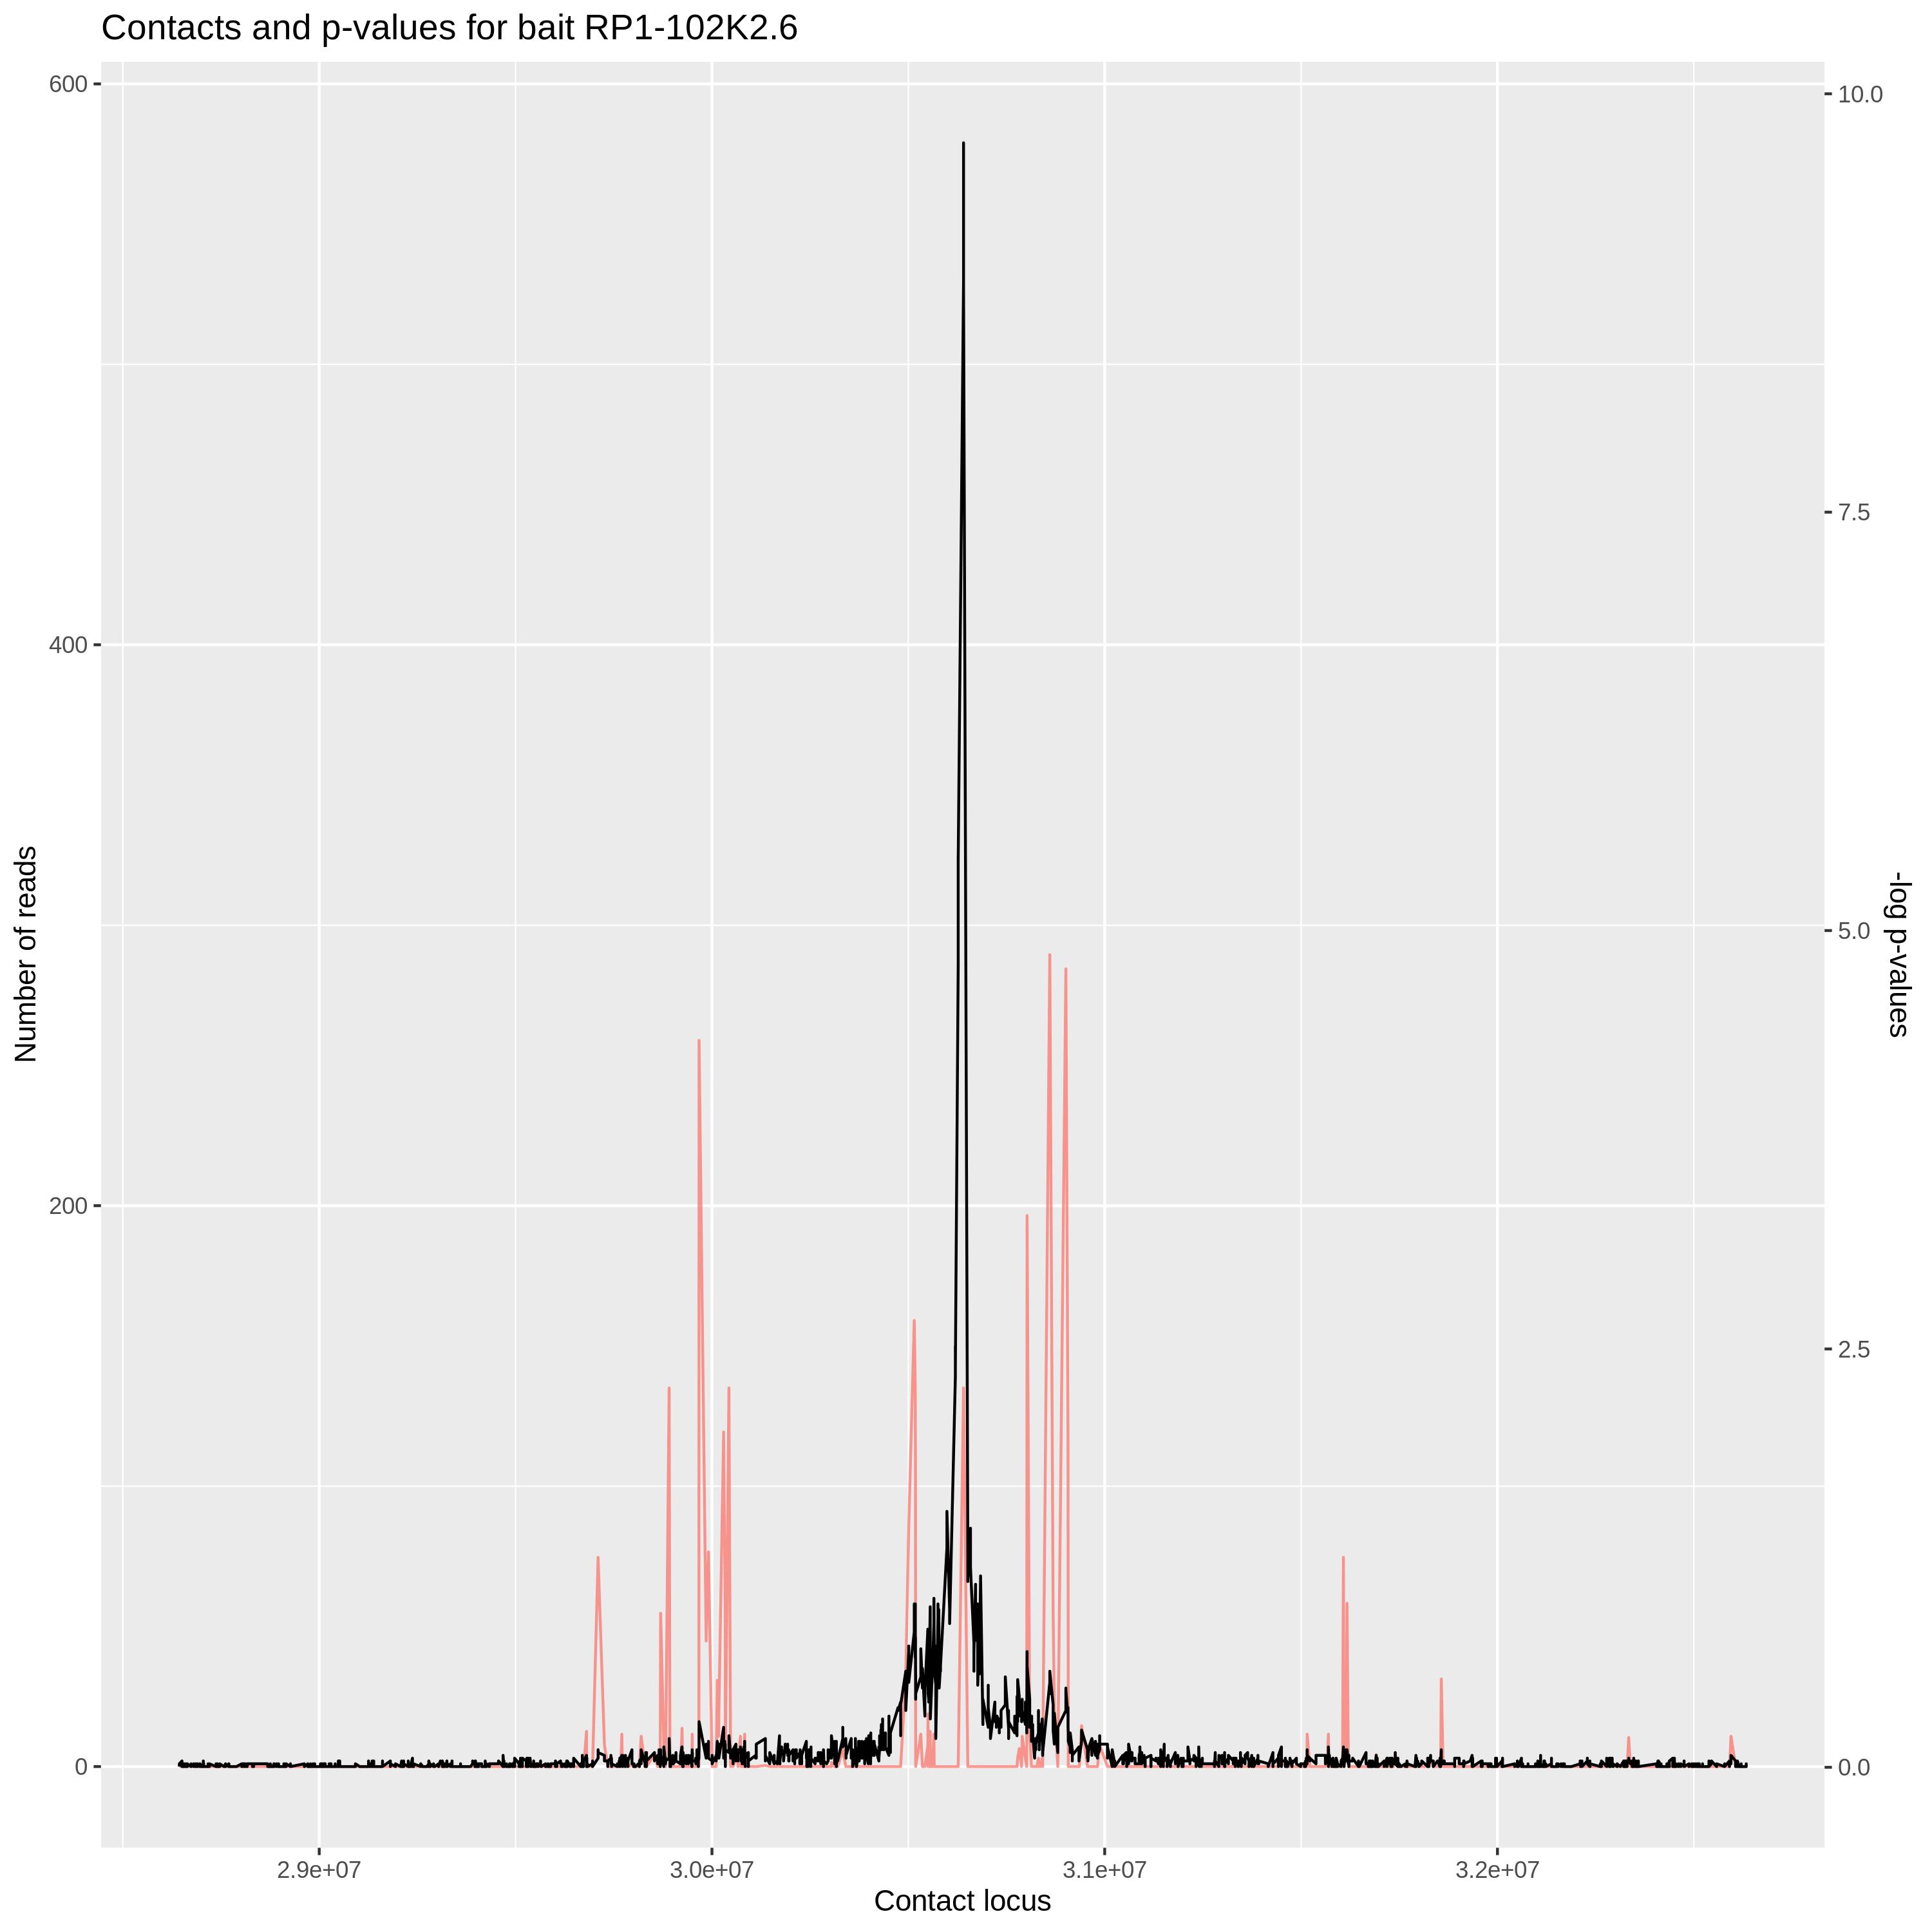 Contacts and p-values for bait RP1-102K2.6
600
400
200
0
Number of reads
10.0
7.5
5.0
2.5
0.0
-log p-values
2.9e+07
3.0e+07
3.1e+07
3.2e+07
Contact locus